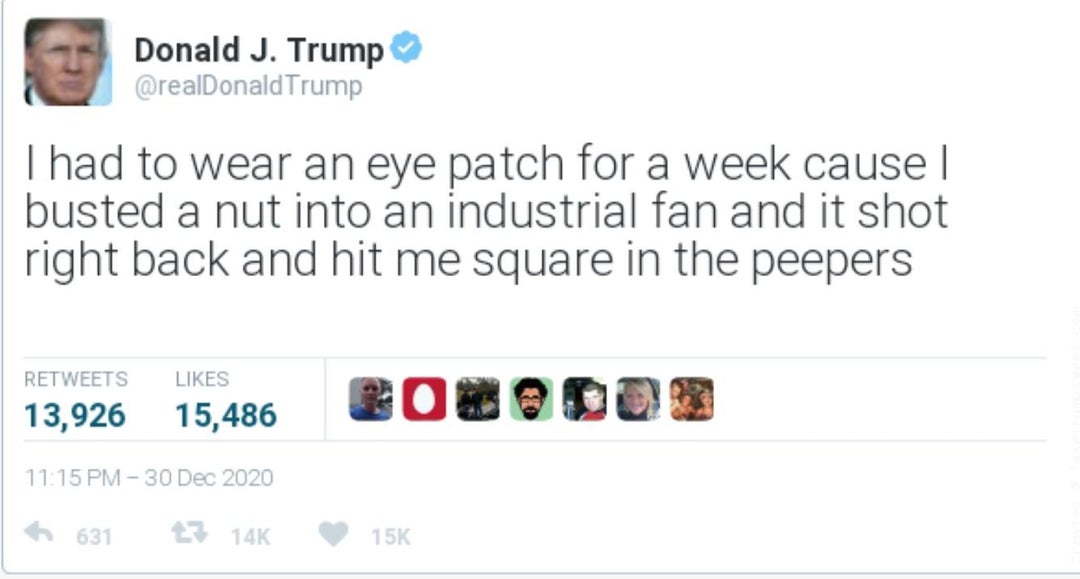 Donald J. Trump
@realDonaldTrump
I had to wear an eye patch for a week cause I
busted a nut into an industrial fan and it shot
right back and hit me square in the peepers
RETWEETS LIKES
13,926 15,486
11:15 PM – 30 Dec 2020
631 14K 15K